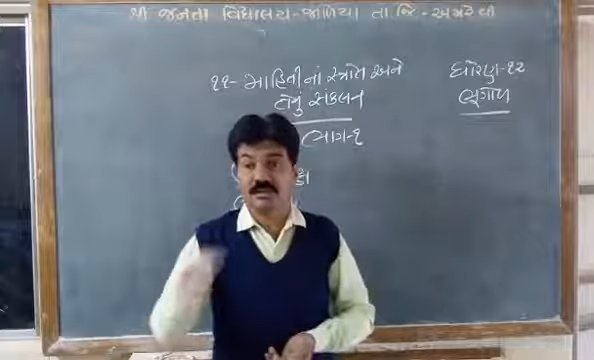 શ્રી જનતા વિદ્યાલય-જાળિયા તા.જિ-અમરેલી
૧૧- માહિતીનાં સ્ત્રોત અને
તેનું સંકલન
ભાગ-૧
ધોરણ-૧૨
ભૂગોળ